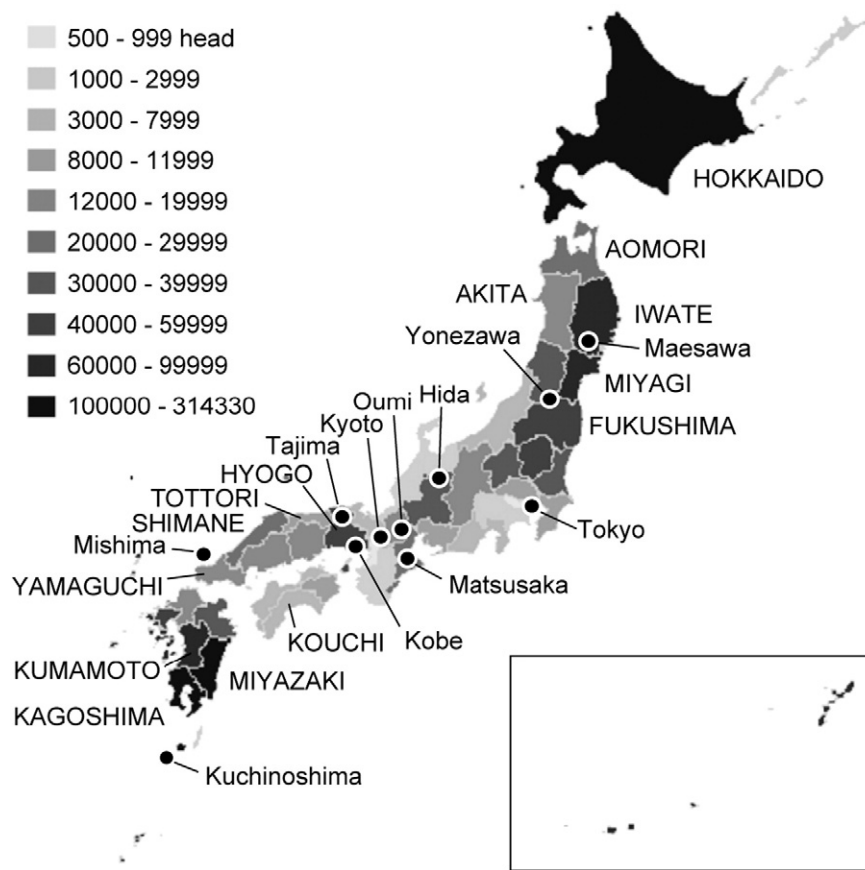 500 - 999 head
1000 - 2999
3000 - 7999
8000 - 11999
12000 - 19999
20000 - 29999
30000 - 39999
40000 - 59999
60000 - 99999
100000 - 314330
HOKKAIDO
AOMORI
AKITA
IWATE
Yonezawa
Maesawa
MIYAGI
Hida
Oumi
FUKUSHIMA
Kyoto
Tajima
HYOGO
TOTTORI
SHIMANE
Tokyo
Mishima
YAMAGUCHI
Matsusaka
KOUCHI
Kobe
KUMAMOTO
MIYAZAKI
KAGOSHIMA
Kuchinoshima